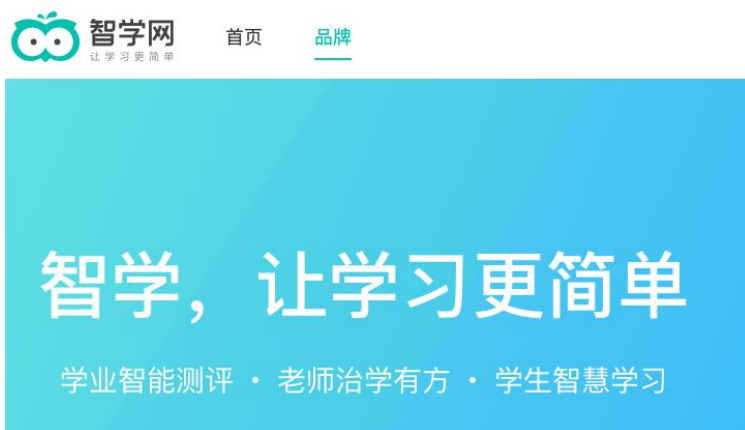 智学网
让学习更简单
首页 品牌
智学，让学习更简单
学业智能测评 · 老师治学有方 · 学生智慧学习